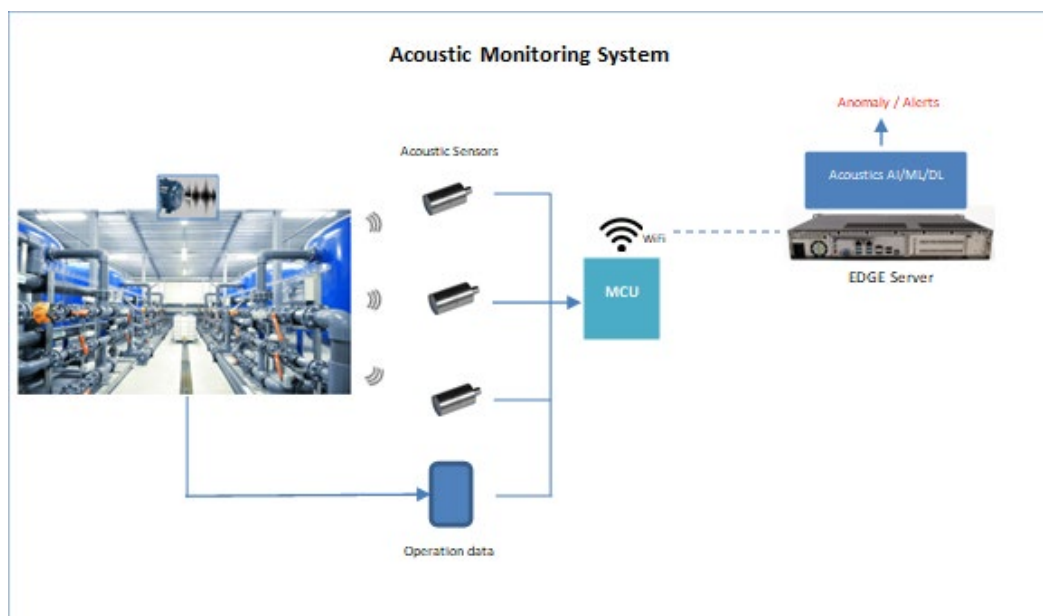 Acoustic Monitoring System
Anomaly / Alerts
Acoustic Sensors
Acoustics AI/ML/DL
WiFi
EDGE Server
MCU
Operation data